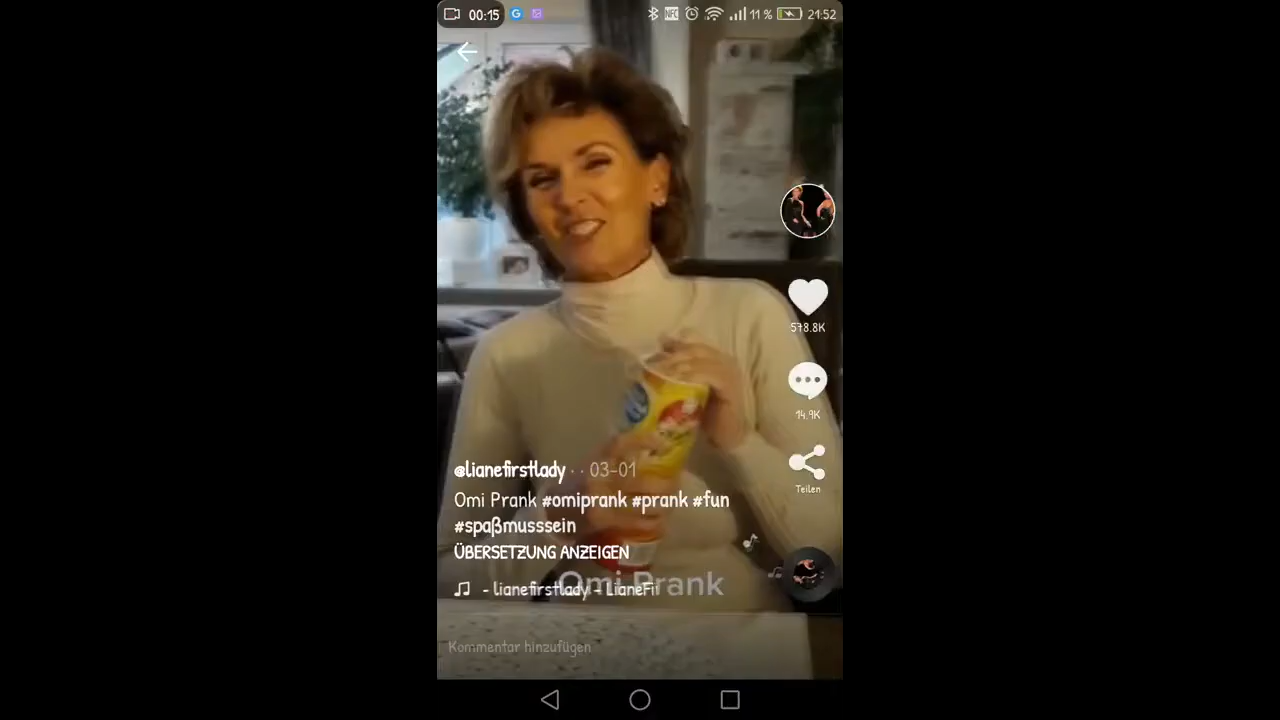 00:15
11 %
21:52
578.8K
14.9K
Teilen
@lianefirstlady · · 03-01
Omi Prank #omiprank #prank #fun
#spaßmusssein
ÜBERSETZUNG ANZEIGEN
- lianefirstlady - LianeFi
Omi Prank
Kommentar hinzufügen